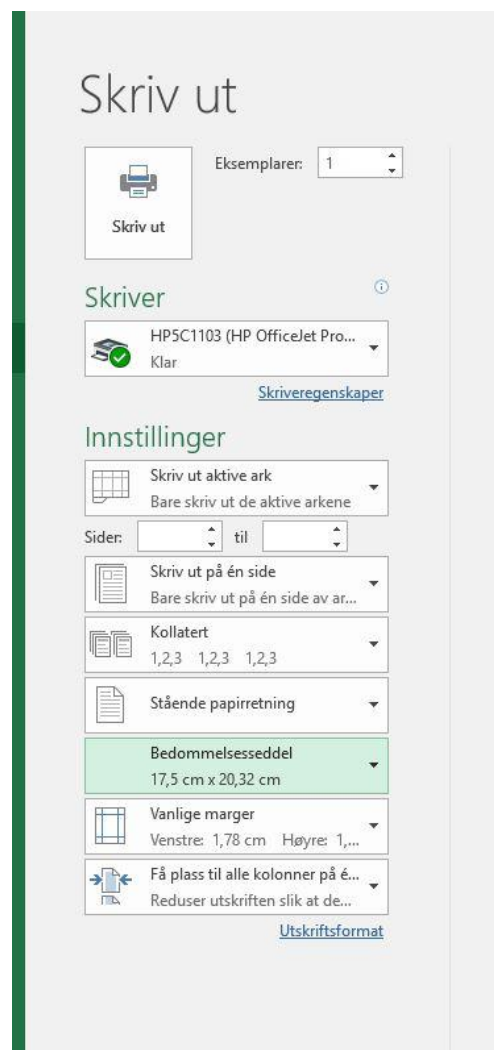 Skriv ut
Eksemplarer: 1
Skriv ut
Skriver
HP5C1103 (HP OfficeJet Pro...
Klar
Skriveregenskaper
Innstillinger
Skriv ut aktive ark
Bare skriv ut de aktive arkene
Sider: til
Skriv ut på én side
Bare skriv ut på én side av ar...
Kollatert
1,2,3 1,2,3 1,2,3
Stående papirretning
Bedommelsesseddel
17,5 cm x 20,32 cm
Vanlige marger
Venstre: 1,78 cm Høyre: 1,...
Få plass til alle kolonner på é...
Reduser utskriften slik at de...
Utskriftsformat